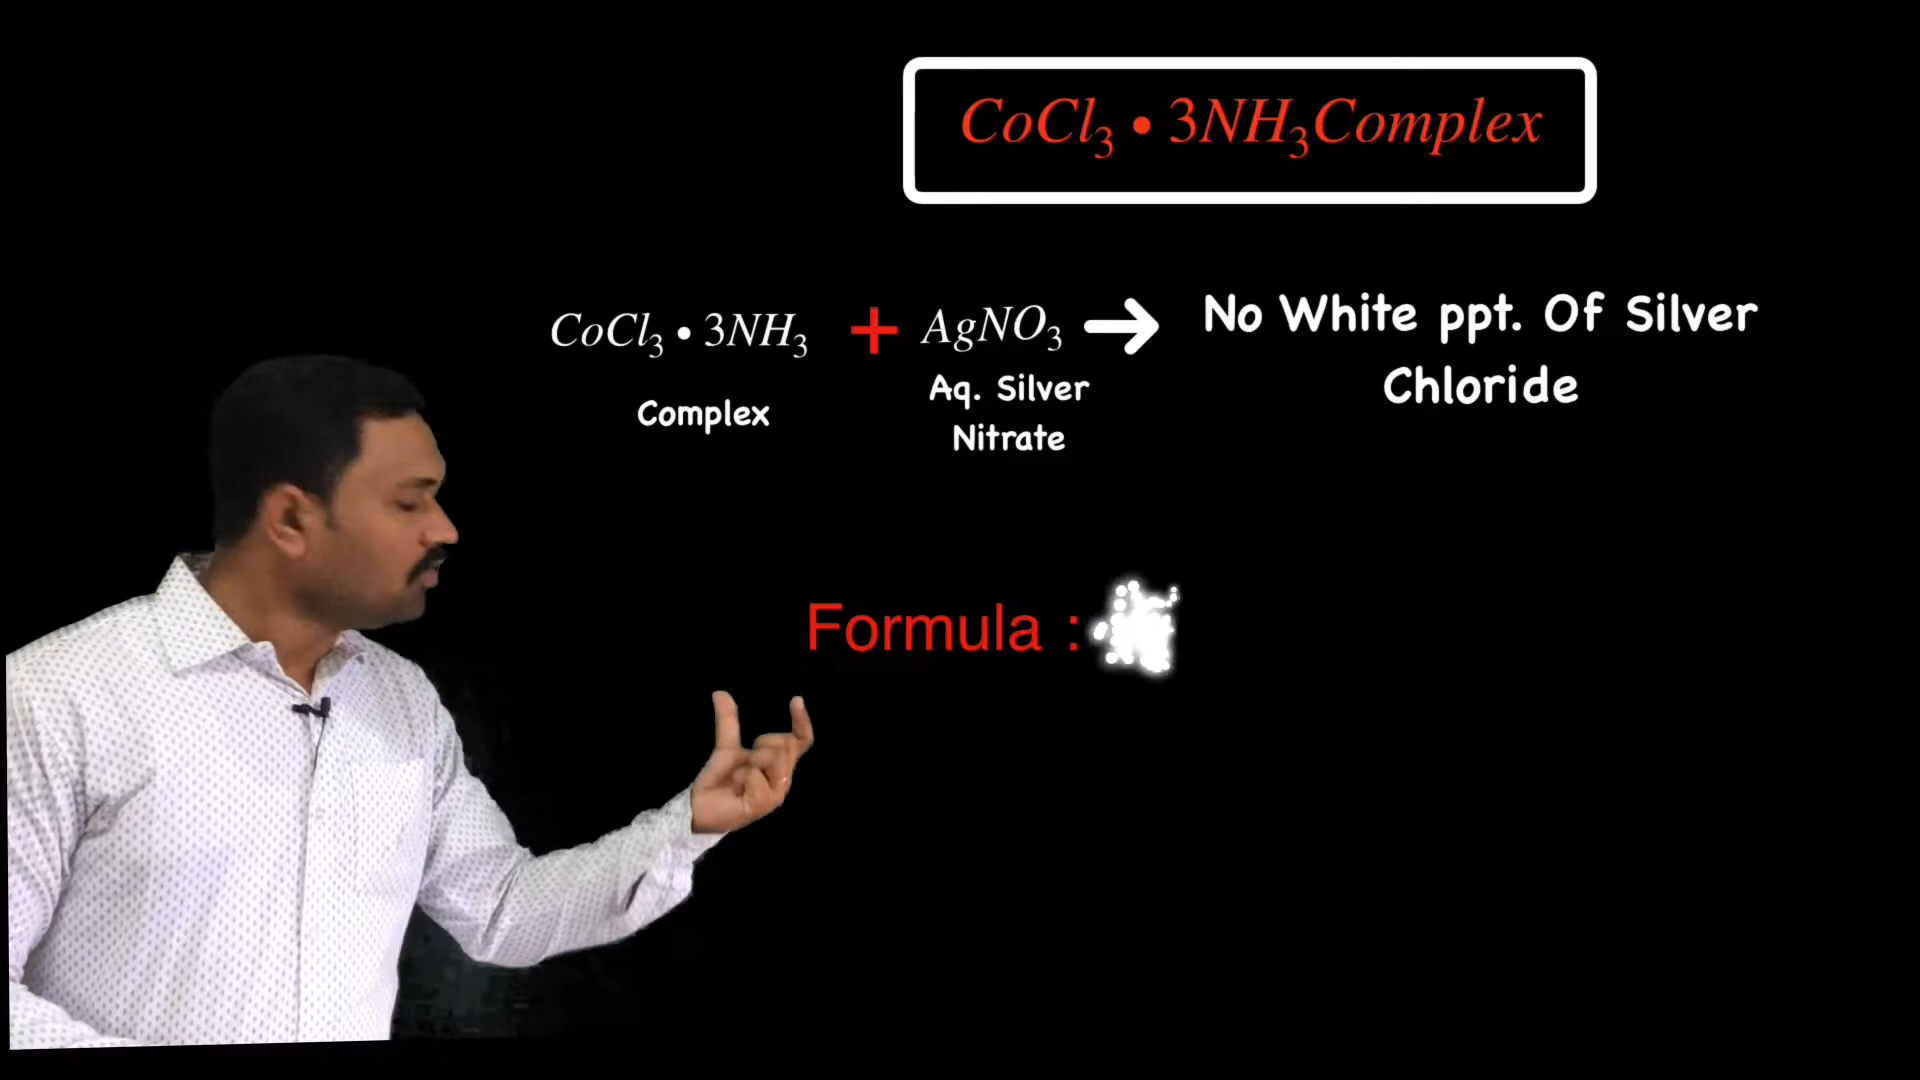 CoCl₃ • 3NH₃Complex
CoCl₃ • 3NH₃ + AgNO₃ → No White ppt. Of Silver
Chloride
Complex
Aq. Silver
Nitrate
Formula :